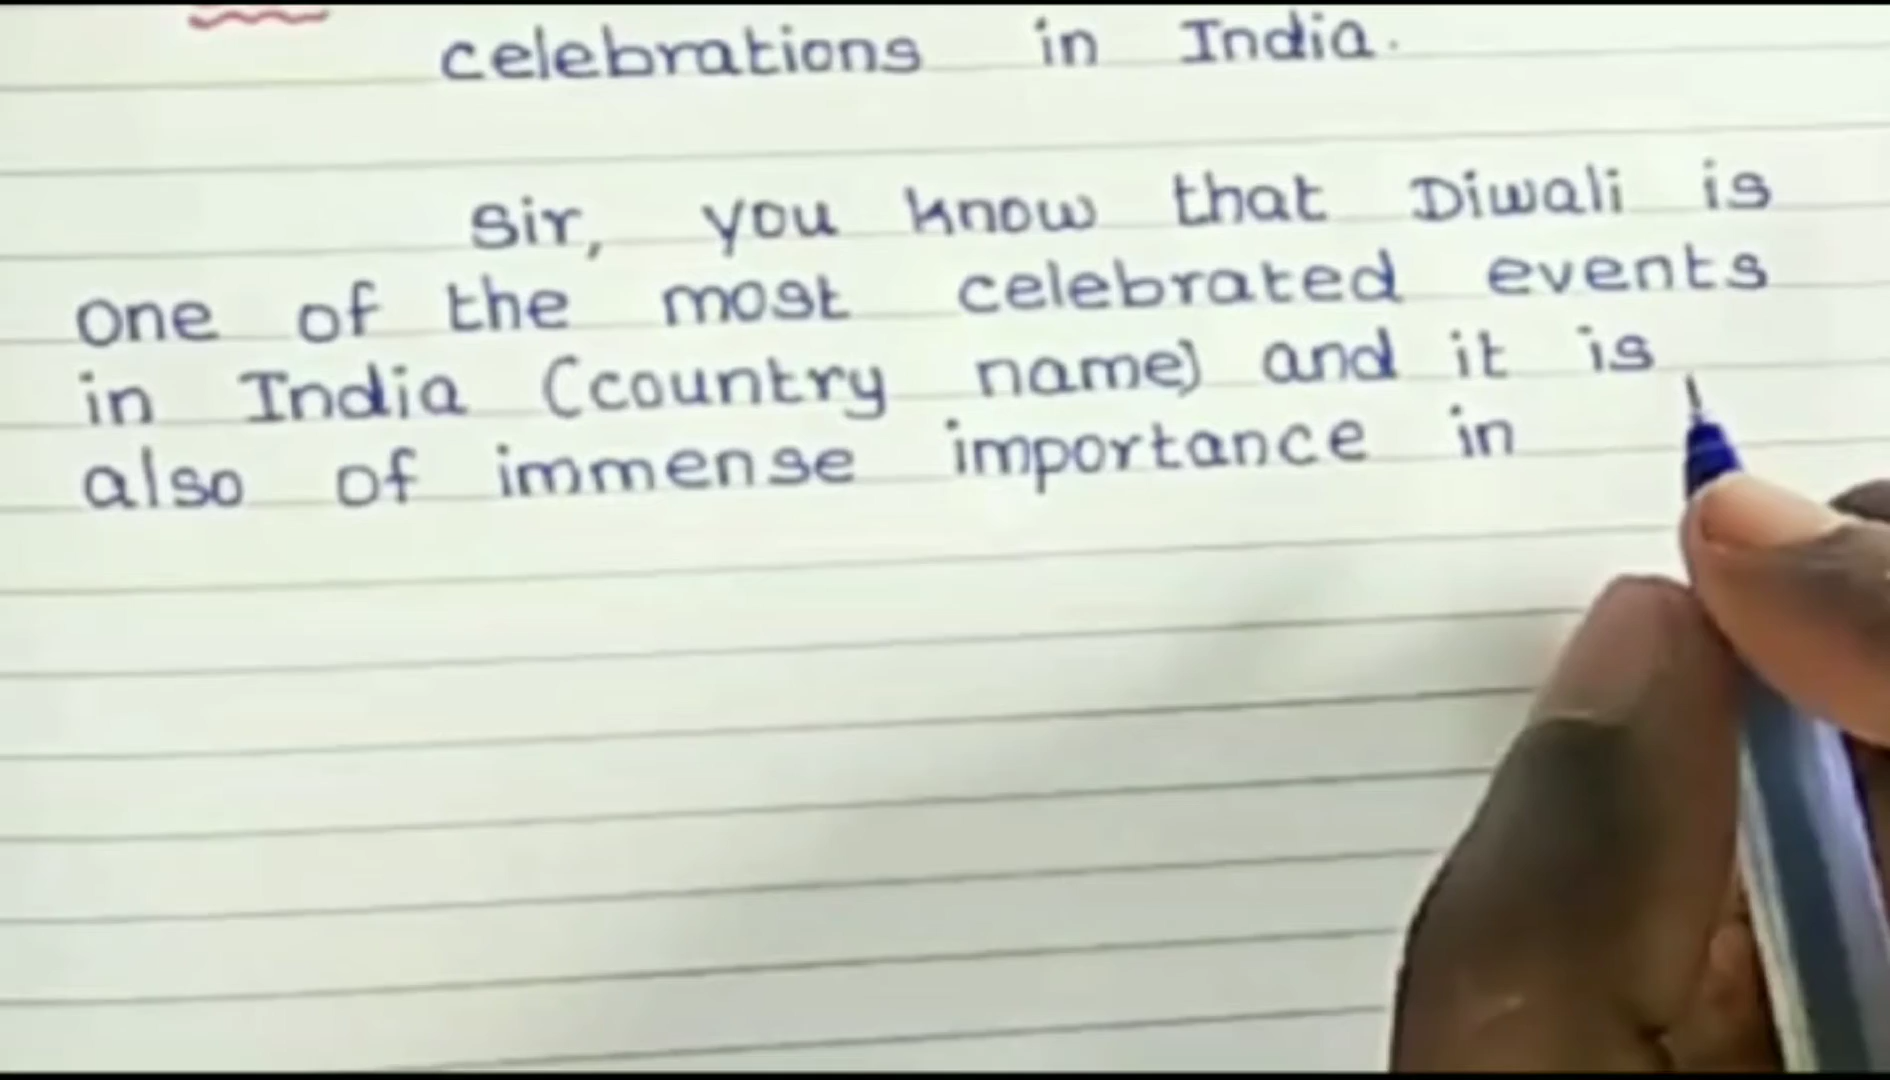 celebrations in India.
Sir, you know that Diwali is
one of the most celebrated events
in India (country name) and it is
also of immense importance in